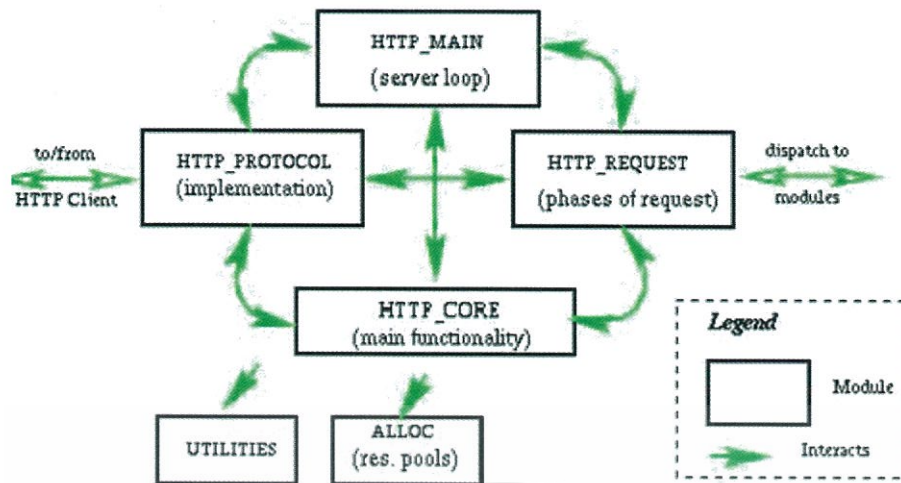 HTTP_MAIN
(server loop)
to/from
HTTP Client
HTTP_PROTOCOL
(implementation)
HTTP_REQUEST
(phases of request)
dispatch to
modules
HTTP_CORE
(main functionality)
UTILITIES
ALLOC
(res. pools)
Legend
Module
Interacts